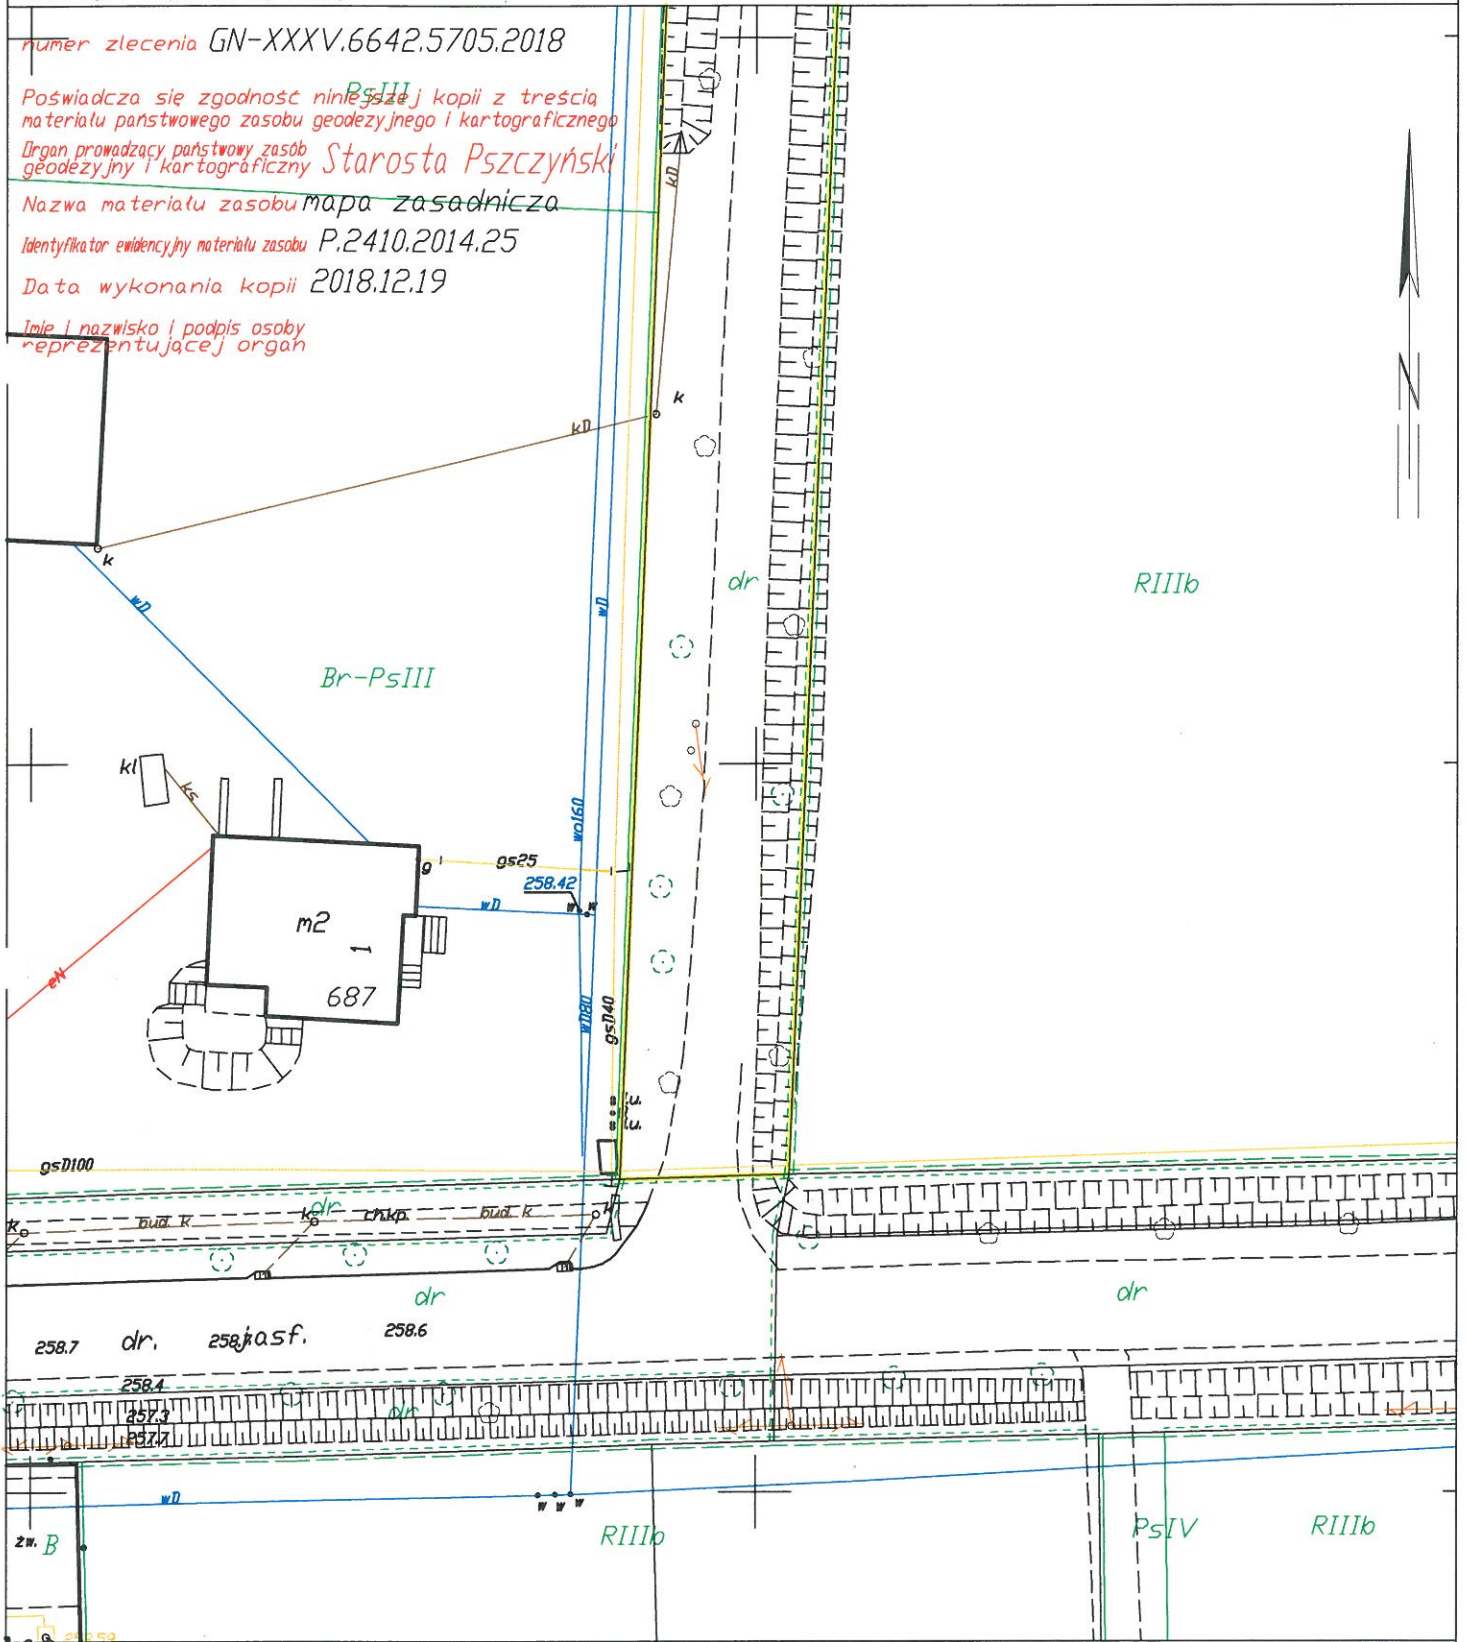 numer zlecenia GN-XXXV.6642.5705.2018
PsIII
Poświadcza się zgodność niniejszej kopii z treścią
materiału państwowego zasobu geodezyjnego i kartograficznego
Organ prowadzący państwowy zasób
geodezyjny i kartograficzny Starosta Pszczyński
Nazwa materiału zasobu mapa zasadnicza
Identyfikator ewidencyjny materiału zasobu P.2410.2014.25
Data wykonania kopii 2018.12.19
Imię i nazwisko i podpis osoby
reprezentującej organ
kD
k
kD
N
k
wD
wD
dr
RIIIb
Br-PsIII
kl
ks
wo160
g
gs25
258.42
wD
w
w
m2
1
687
eN
wD80
gsD40
i.u.
i.u.
gsD100
dr
k
bud. k
k
chkp.
bud. k
k
dr
dr
258.7
dr.
asf.
258.6
258.4
257.3
257.7
dr
wD
w w w
żw.
B
RIIIb
PsIV
RIIIb